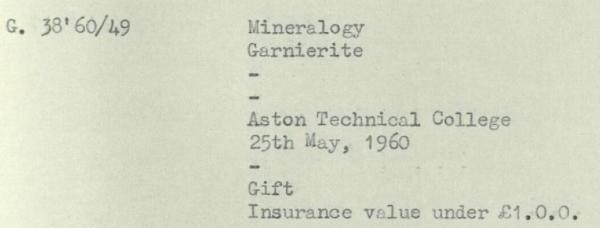 G. 38'60/49 Mineralogy
Garnierite
-
-
Aston Technical College
25th May, 1960
-
Gift
Insurance value under £1.0.0.